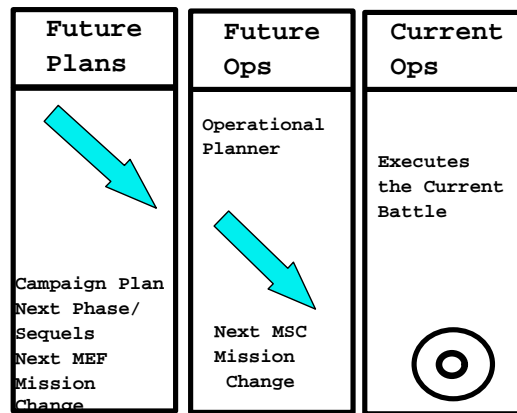 Future
Plans
Campaign Plan
Next Phase/
Sequels
Next MEF
Mission
Change
Future
Ops
Operational
Planner
Next MSC
Mission
Change
Current
Ops
Executes
the Current
Battle